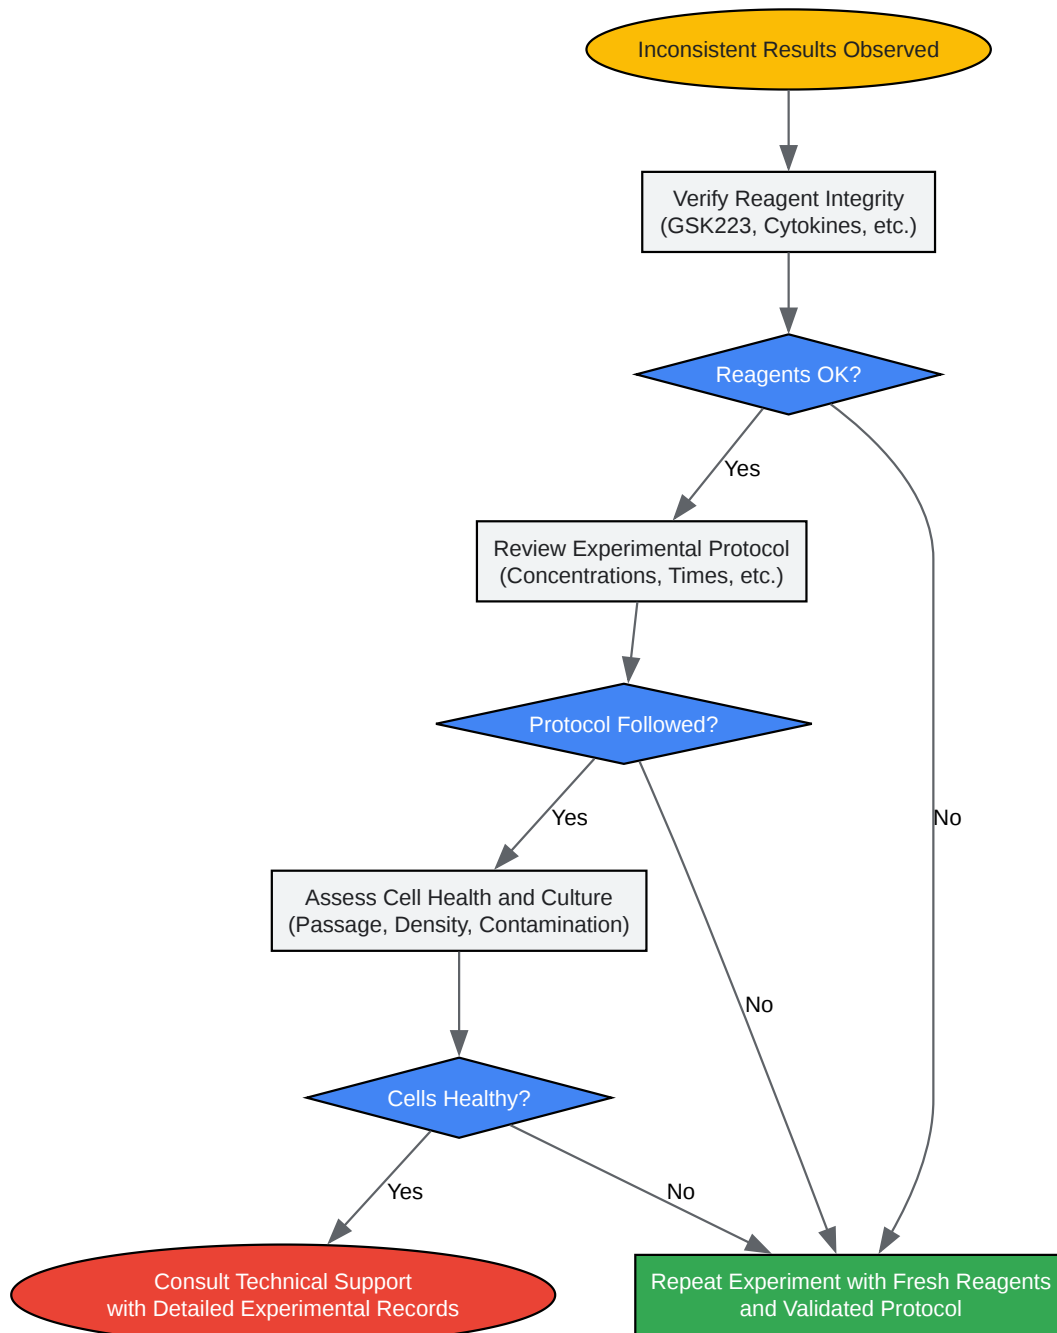 Inconsistent Results Observed
Verify Reagent Integrity
(GSK223, Cytokines, etc.)
Reagents OK?
Yes
Review Experimental Protocol
(Concentrations, Times, etc.)
Protocol Followed?
Yes
No
Assess Cell Health and Culture
(Passage, Density, Contamination)
No
Cells Healthy?
Yes
No
Consult Technical Support
with Detailed Experimental Records
Repeat Experiment with Fresh Reagents
and Validated Protocol